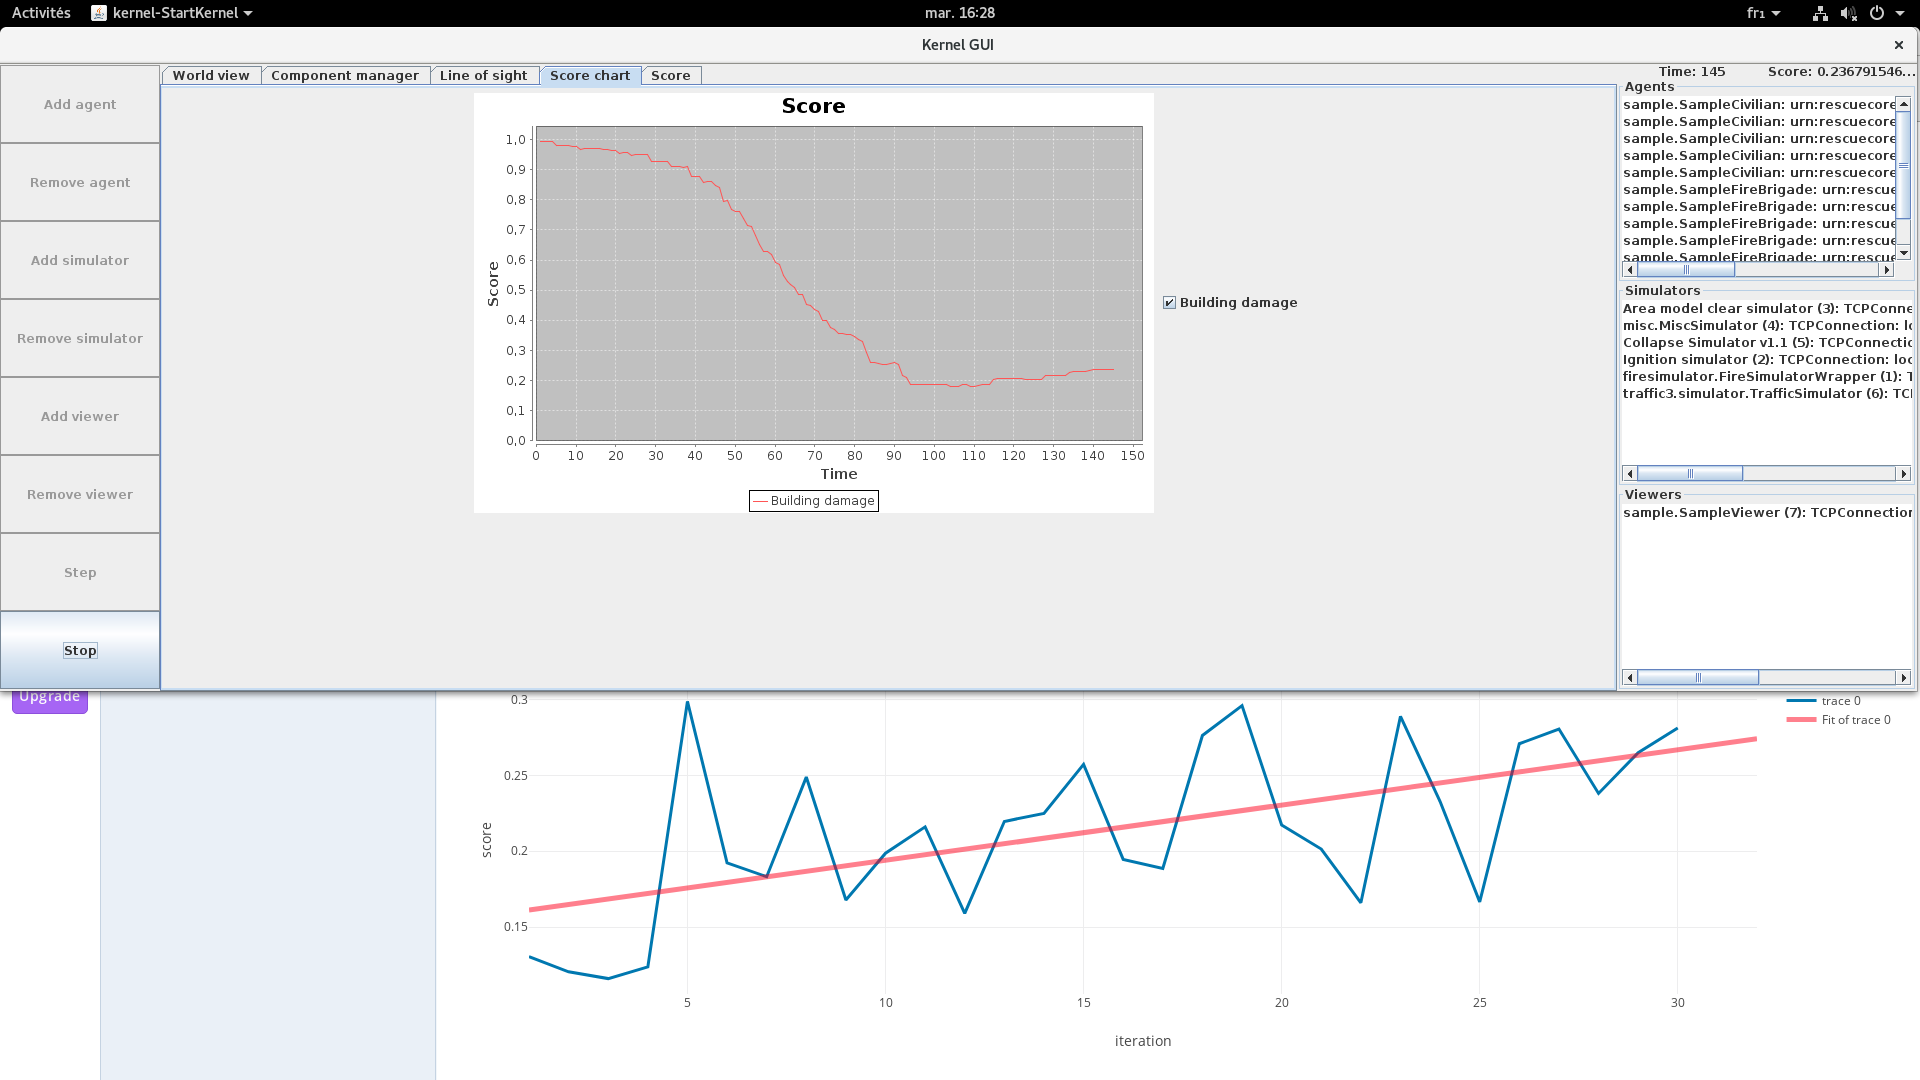 Activités kernel-StartKernel mar. 16:28 fr₁
Kernel GUI
World view Component manager Line of sight Score chart Score
Time: 145 Score: 0.236791546...
Add agent
Remove agent
Add simulator
Remove simulator
Add viewer
Remove viewer
Step
Stop
Score
1,0
0,9
0,8
0,7
0,6
0,5
0,4
0,3
0,2
0,1
0,0
Score
0 10 20 30 40 50 60 70 80 90 100 110 120 130 140 150
Time
Building damage
Building damage
Agents
sample.SampleCivilian: urn:rescuecore
sample.SampleCivilian: urn:rescuecore
sample.SampleCivilian: urn:rescuecore
sample.SampleCivilian: urn:rescuecore
sample.SampleCivilian: urn:rescuecore
sample.SampleFireBrigade: urn:rescue
sample.SampleFireBrigade: urn:rescue
sample.SampleFireBrigade: urn:rescue
sample.SampleFireBrigade: urn:rescue
sample.SampleFireBrigade: urn:rescue
Simulators
Area model clear simulator (3): TCPConne
misc.MiscSimulator (4): TCPConnection: lo
Collapse Simulator v1.1 (5): TCPConnectio
Ignition simulator (2): TCPConnection: loc
firesimulator.FireSimulatorWrapper (1): T
traffic3.simulator.TrafficSimulator (6): TCI
Viewers
sample.SampleViewer (7): TCPConnection
Upgrade
0.3
0.25
0.2
0.15
score
5 10 15 20 25 30
iteration
trace 0
Fit of trace 0